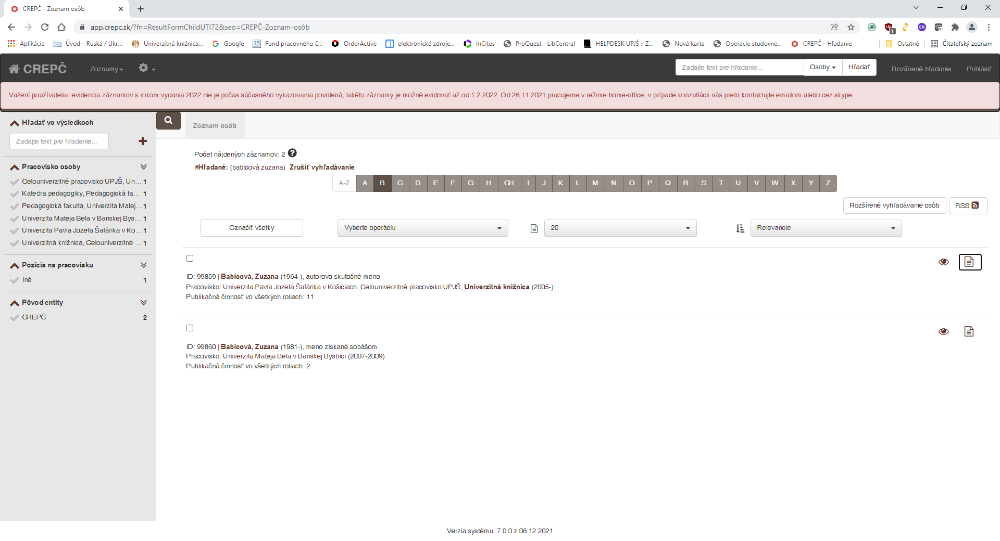 CREPČ - Zoznam osôb
app.crepc.sk/?fn=ResultFormChildUTI72&seo=CREPČ-Zoznam-osôb
EN
1
Aplikácie
Úvod - Ruská / Ukr...
Univerzitná knižnica...
Google
25
Fond pracovného č...
OrderActive
elektronické zdroje...
InCites
ProQuest - LibCentral
HELPDESK UPJŠ :: Z...
Nová karta
Operacie studovne...
CREPČ - Hľadanie
Ostatné
Čitateľský zoznam
CREPČ
Zoznamy
Zadajte text pre hľadanie...
Osoby
Hľadať
Rozšírené hľadanie
Prihlásiť
Važení používatelia, evidencia záznamov s rokom vydania 2022 nie je počas súčasného vykazovania povolená, takéto záznamy je možné evidovať až od 1.2.2022. Od 26.11.2021 pracujeme v režime home-office, v prípade konzultácii nás preto kontaktujte emailom alebo cez skype.
Hľadať vo výsledkoch
Zadajte text pre hľadanie...
Pracovisko osoby
Celouniverzitné pracovisko UPJŠ, Un... 1
Katedra pedagogiky, Pedagogická fa... 1
Pedagogická fakulta, Univerzita Matej... 1
Univerzita Mateja Bela v Banskej Bys... 1
Univerzita Pavla Jozefa Šafárika v Ko... 1
Univerzitná knižnica, Celouniverzitné ... 1
Pozícia na pracovisku
Iné 1
Pôvod entity
CREPČ 2
Zoznam osôb
Počet nájdených záznamov: 2
#Hľadané: (babicová zuzana) Zrušiť vyhľadávanie
A-Z A B C D E F G H CH I J K L M N O P Q R S T U V W X Y Z
Rozšírené vyhľadávanie osôb
RSS
Označiť všetky
Vyberte operáciu
20
Relevancie
ID: 99859 | Babicová, Zuzana (1964-), autorovo skutočné meno
Pracovisko: Univerzita Pavla Jozefa Šafárika v Košiciach, Celouniverzitné pracovisko UPJŠ, Univerzitná knižnica (2005-)
Publikačná činnosť vo všetkých roliach: 11
ID: 99860 | Babicová, Zuzana (1981-), meno získané sobášom
Pracovisko: Univerzita Mateja Bela v Banskej Bystrici (2007-2009)
Publikačná činnosť vo všetkých roliach: 2
Verzia systému: 7.0.0 z 06.12.2021